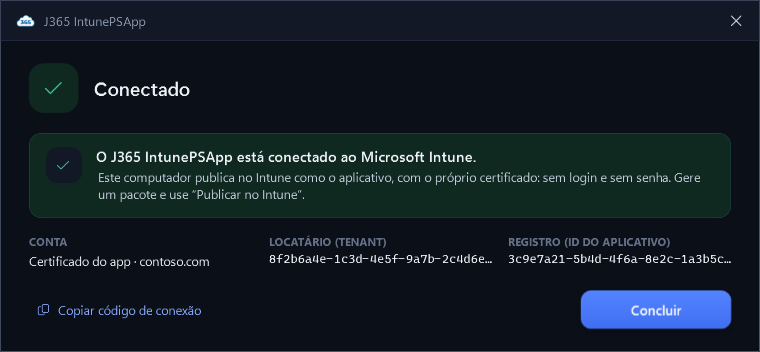 J365 IntunePSApp
Conectado
O J365 IntunePSApp está conectado ao Microsoft Intune.
Este computador publica no Intune como o aplicativo, com o próprio certificado: sem login e sem senha. Gere
um pacote e use "Publicar no Intune".
CONTA
Certificado do app · contoso.com
LOCATÁRIO (TENANT)
8f2b6a4e-1c3d-4e5f-9a7b-2c4d6e…
REGISTRO (ID DO APLICATIVO)
3c9e7a21-5b4d-4f6a-8e2c-1a3b5c…
Copiar código de conexão
Concluir